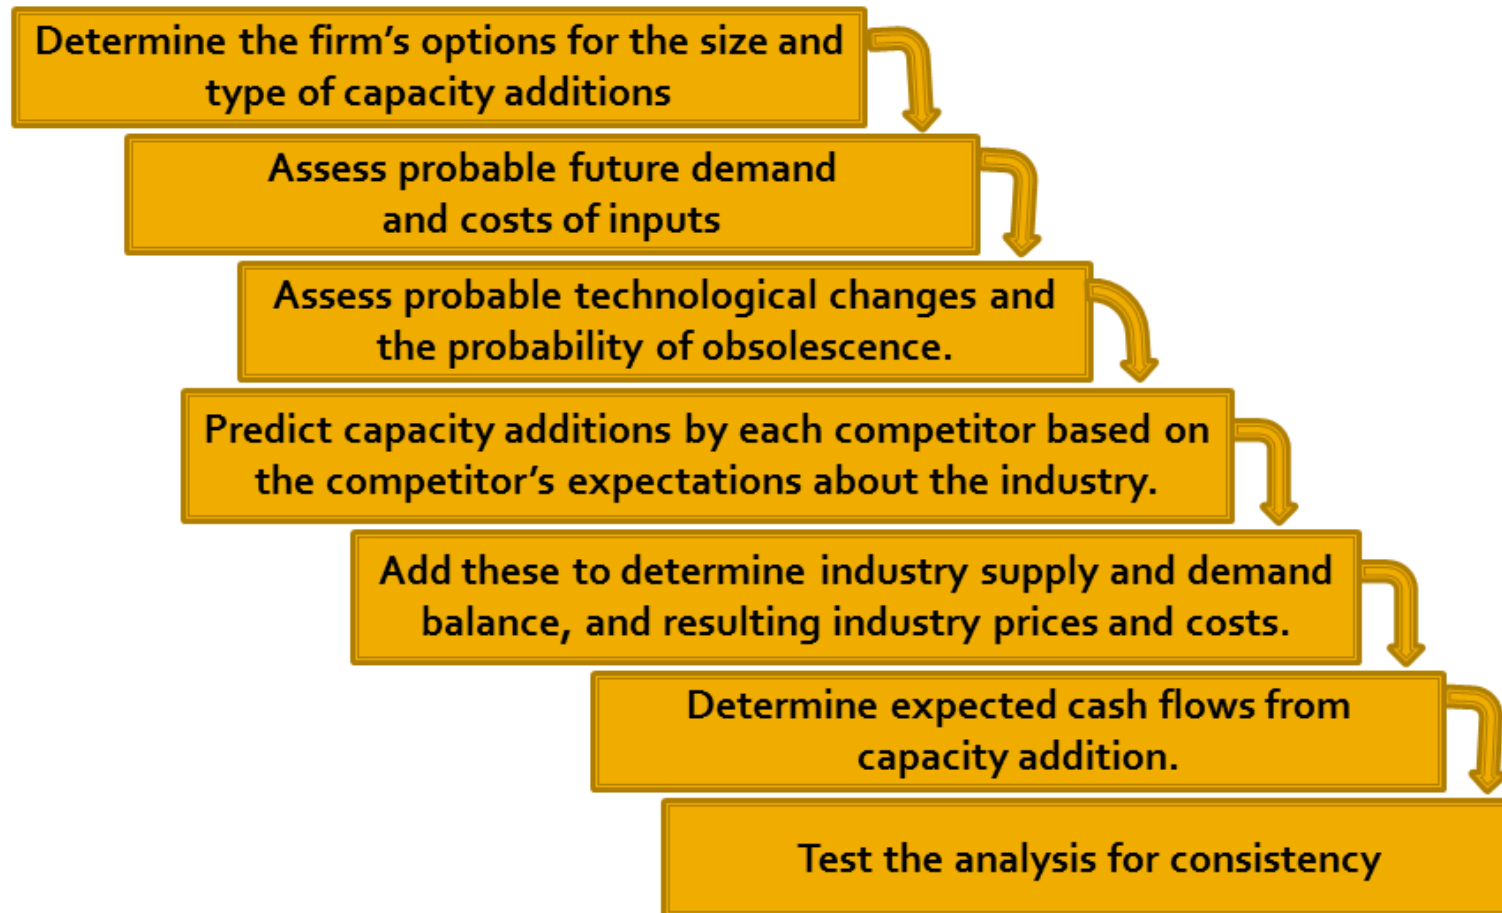 Determine the firm’s options for the size and
type of capacity additions
Assess probable future demand
and costs of inputs
Assess probable technological changes and
the probability of obsolescence.
Predict capacity additions by each competitor based on
the competitor’s expectations about the industry.
Add these to determine industry supply and demand
balance, and resulting industry prices and costs.
Determine expected cash flows from
capacity addition.
Test the analysis for consistency